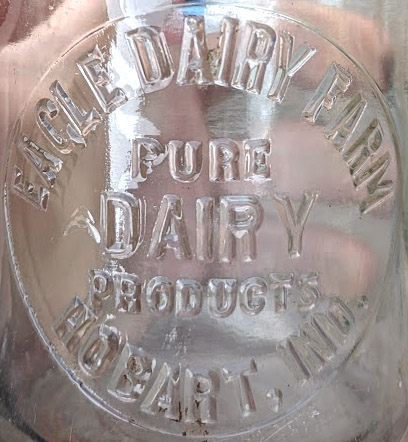 EAGLE DAIRY FARM
PURE
DAIRY
PRODUCTS
HOBART, IND.